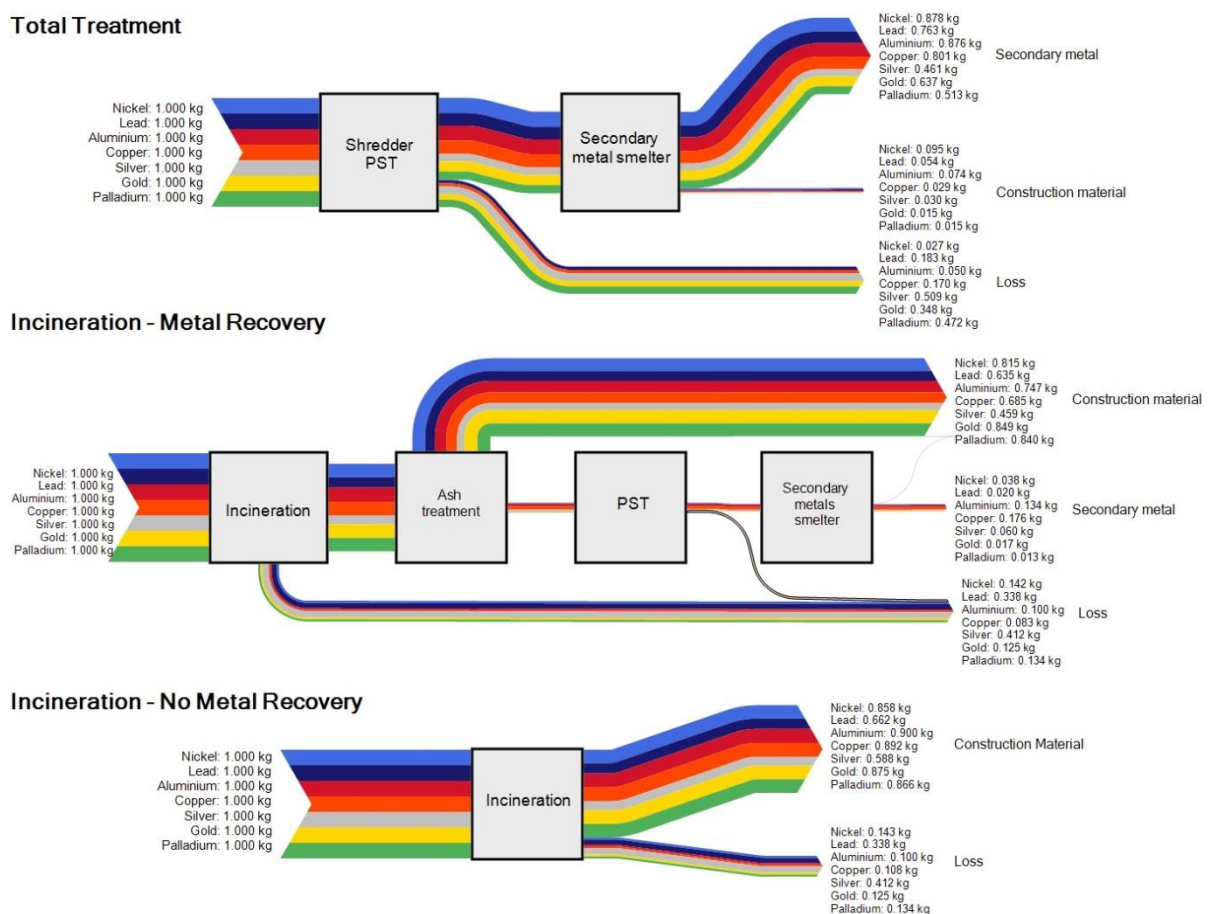 Total Treatment
Nickel: 1.000 kg
Lead: 1.000 kg
Aluminium: 1.000 kg
Copper: 1.000 kg
Silver: 1.000 kg
Gold: 1.000 kg
Palladium: 1.000 kg
Shredder
PST
Secondary
metal smelter
Nickel: 0.878 kg
Lead: 0.763 kg
Aluminium: 0.876 kg
Copper: 0.801 kg
Silver: 0.461 kg
Gold: 0.637 kg
Palladium: 0.513 kg
Secondary metal
Nickel: 0.095 kg
Lead: 0.054 kg
Aluminium: 0.074 kg
Copper: 0.029 kg
Silver: 0.030 kg
Gold: 0.015 kg
Palladium: 0.015 kg
Construction material
Nickel: 0.027 kg
Lead: 0.183 kg
Aluminium: 0.050 kg
Copper: 0.170 kg
Silver: 0.509 kg
Gold: 0.348 kg
Palladium: 0.472 kg
Loss
Incineration - Metal Recovery
Nickel: 1.000 kg
Lead: 1.000 kg
Aluminium: 1.000 kg
Copper: 1.000 kg
Silver: 1.000 kg
Gold: 1.000 kg
Palladium: 1.000 kg
Incineration
Ash
treatment
PST
Secondary
metals
smelter
Nickel: 0.815 kg
Lead: 0.635 kg
Aluminium: 0.747 kg
Copper: 0.685 kg
Silver: 0.459 kg
Gold: 0.849 kg
Palladium: 0.840 kg
Construction material
Nickel: 0.038 kg
Lead: 0.020 kg
Aluminium: 0.134 kg
Copper: 0.176 kg
Silver: 0.060 kg
Gold: 0.017 kg
Palladium: 0.013 kg
Secondary metal
Nickel: 0.142 kg
Lead: 0.338 kg
Aluminium: 0.100 kg
Copper: 0.083 kg
Silver: 0.412 kg
Gold: 0.125 kg
Palladium: 0.134 kg
Loss
Incineration - No Metal Recovery
Nickel: 1.000 kg
Lead: 1.000 kg
Aluminium: 1.000 kg
Copper: 1.000 kg
Silver: 1.000 kg
Gold: 1.000 kg
Palladium: 1.000 kg
Incineration
Nickel: 0.858 kg
Lead: 0.662 kg
Aluminium: 0.900 kg
Copper: 0.892 kg
Silver: 0.588 kg
Gold: 0.875 kg
Palladium: 0.866 kg
Construction Material
Nickel: 0.143 kg
Lead: 0.338 kg
Aluminium: 0.100 kg
Copper: 0.108 kg
Silver: 0.412 kg
Gold: 0.125 kg
Palladium: 0.134 kg
Loss